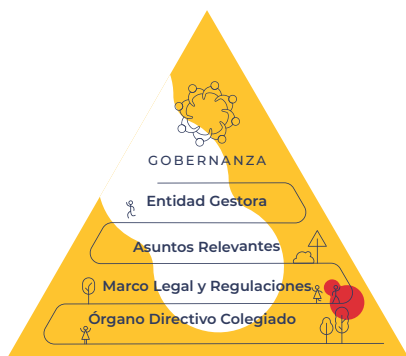 GOBERNANZA
Entidad Gestora
Asuntos Relevantes
Marco Legal y Regulaciones
Órgano Directivo Colegiado